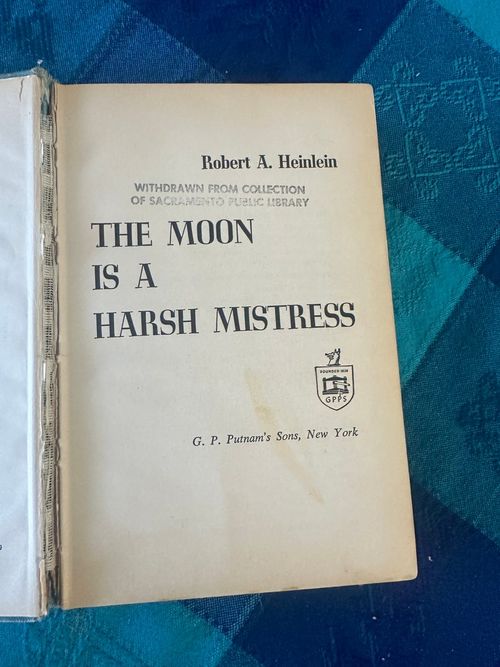 Robert A. Heinlein
WITHDRAWN FROM COLLECTION
OF SACRAMENTO PUBLIC LIBRARY
THE MOON
IS A
HARSH MISTRESS
FOUNDED 1838
GPPS
G. P. Putnam's Sons, New York
9